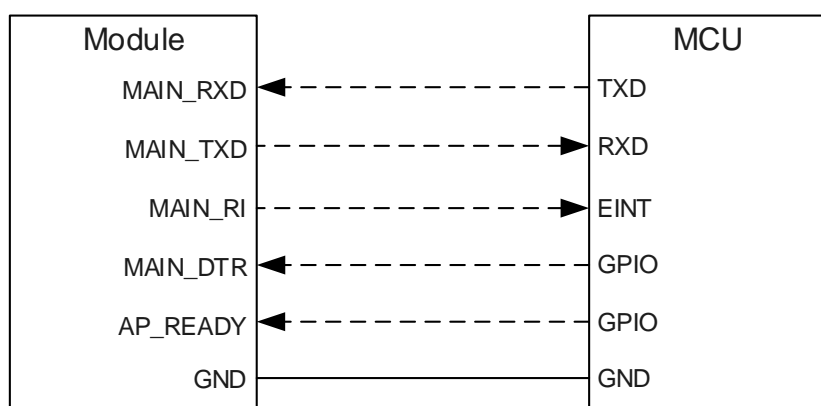 Module MCU
MAIN_RXD TXD
MAIN_TXD RXD
MAIN_RI EINT
MAIN_DTR GPIO
AP_READY GPIO
GND GND